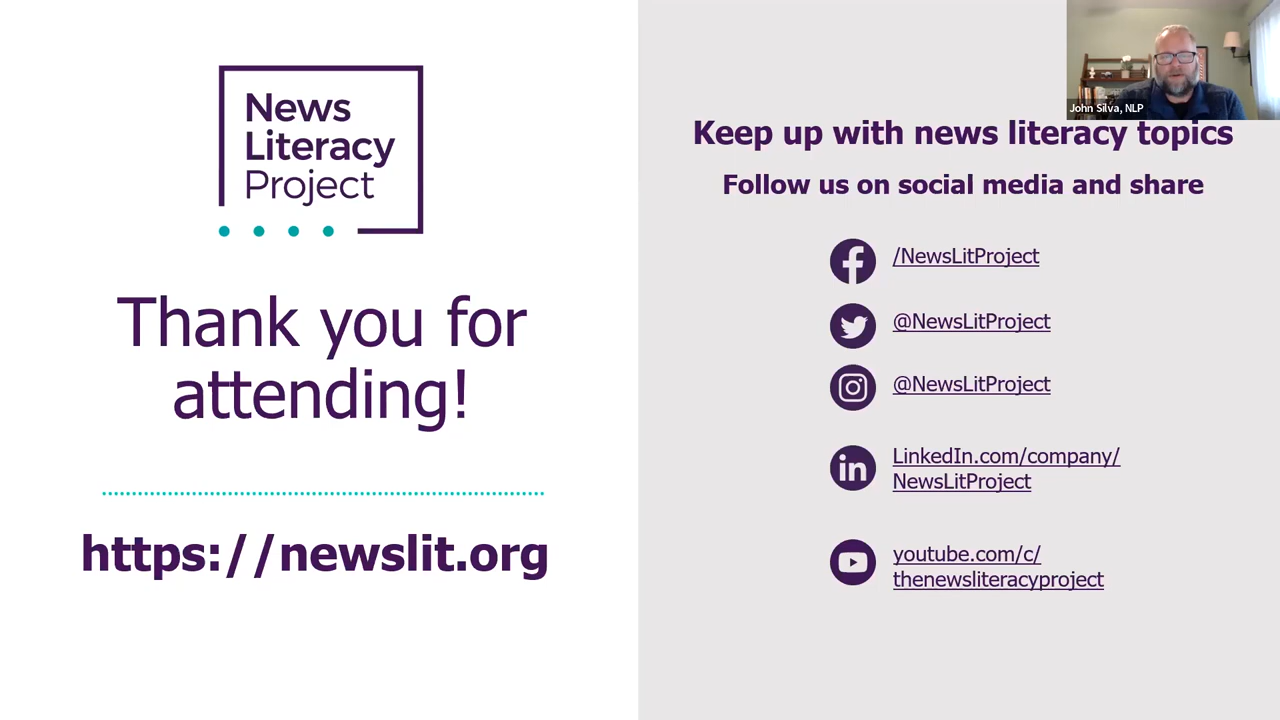 News
Literacy
Project
Thank you for
attending!
https://newslit.org
John Silva, NLP
Keep up with news literacy topics
Follow us on social media and share
/NewsLitProject
@NewsLitProject
@NewsLitProject
LinkedIn.com/company/
NewsLitProject
youtube.com/c/
thenewsliteracyproject